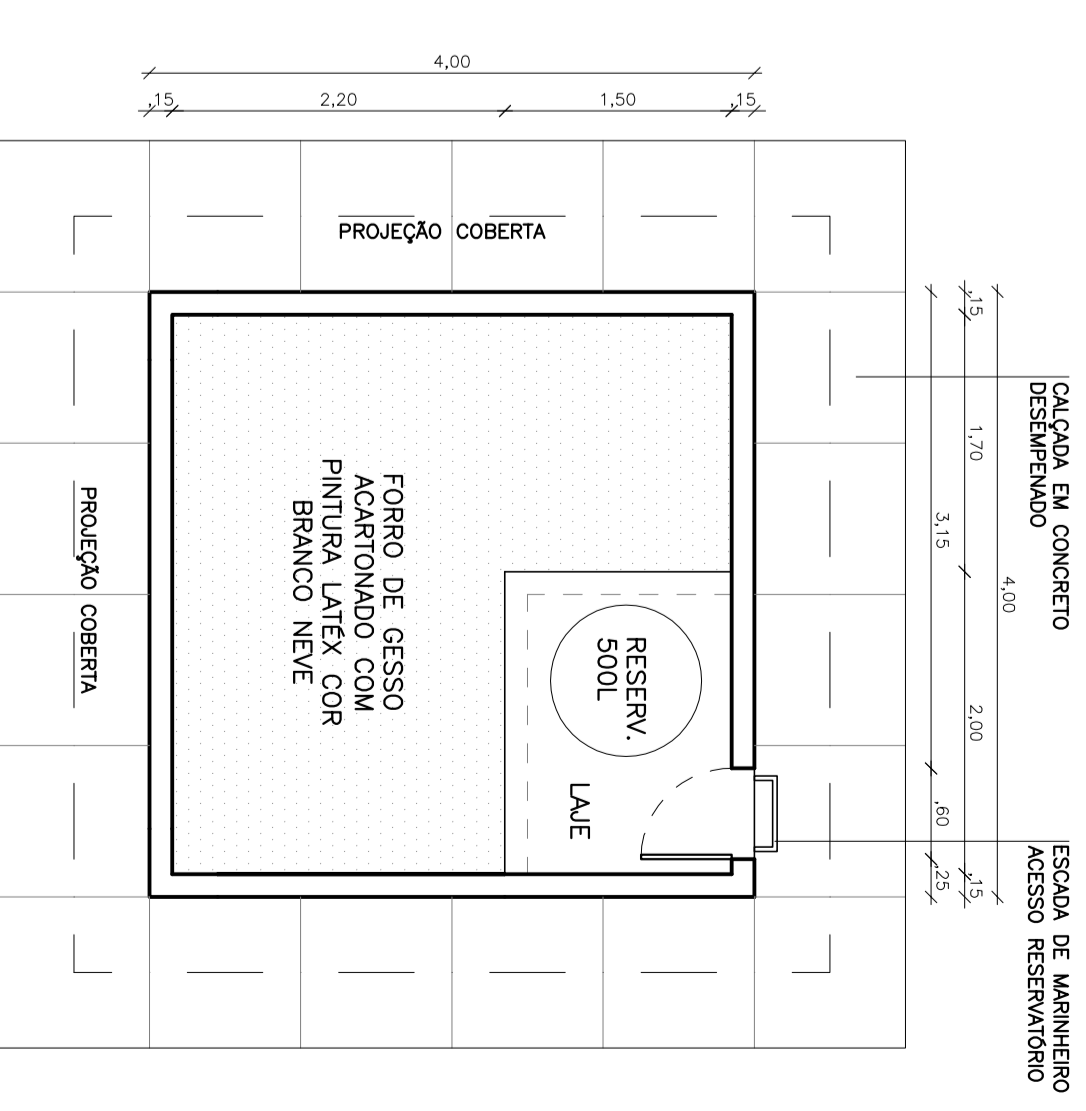 4,00
,15
2,20
1,50
,15
PROJEÇÃO COBERTA
PROJEÇÃO COBERTA
FORRO DE GESSO
ACARTONADO COM
PINTURA LATÉX COR
BRANCO NEVE
RESERV.
500L
LAJE
CALÇADA EM CONCRETO
DESEMPENADO
4,00
,15
1,70
2,00
,15
3,15
,60
,25
ESCADA DE MARINHEIRO
ACESSO RESERVATÓRIO